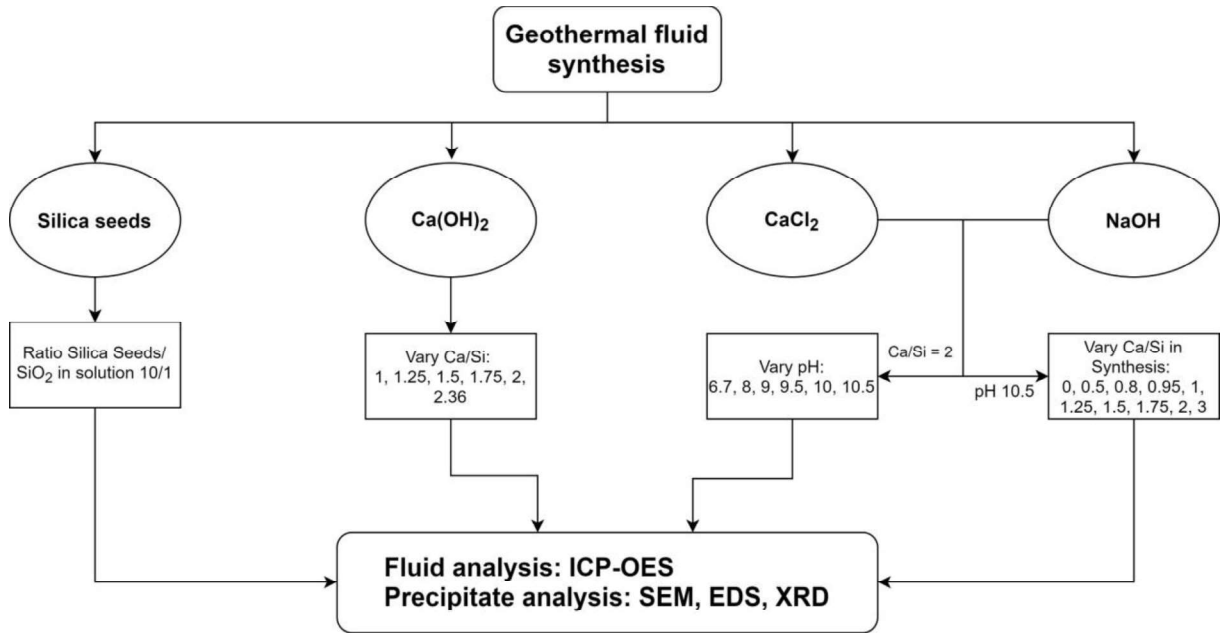 Geothermal fluid
synthesis
Silica seeds
Ca(OH)₂
CaCl₂
NaOH
Ratio Silica Seeds/
SiO₂ in solution 10/1
Vary Ca/Si:
1, 1.25, 1.5, 1.75, 2,
2.36
Vary pH:
6.7, 8, 9, 9.5, 10, 10.5
Ca/Si = 2
pH 10.5
Vary Ca/Si in
Synthesis:
0, 0.5, 0.8, 0.95, 1,
1.25, 1.5, 1.75, 2, 3
Fluid analysis: ICP-OES
Precipitate analysis: SEM, EDS, XRD